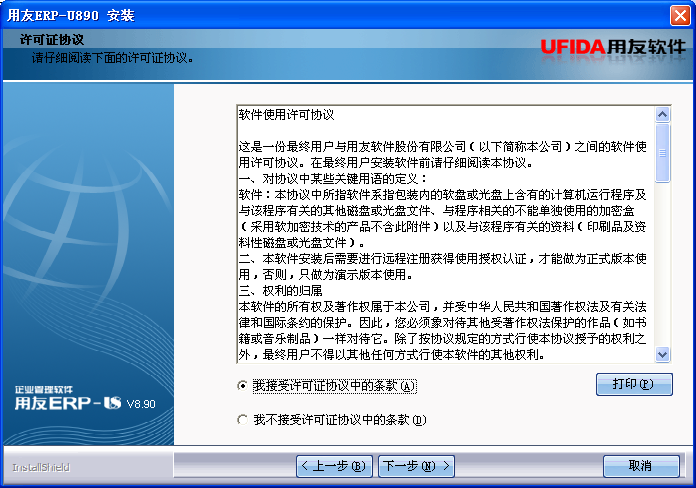 用友ERP-U890 安装
许可证协议
请仔细阅读下面的许可证协议。
UFIDA用友软件
软件使用许可协议
这是一份最终用户与用友软件股份有限公司（以下简称本公司）之间的软件使
用许可协议。在最终用户安装软件前请仔细阅读本协议。
一、对协议中某些关键用语的定义：
软件：本协议中所指软件系指包装内的软盘或光盘上含有的计算机运行程序及
与该程序有关的其他磁盘或光盘文件、与程序相关的不能单独使用的加密盒
（采用软加密技术的产品不含此附件）以及与该程序有关的资料（印刷品及资
料性磁盘或光盘文件）。
二、本软件安装后需要进行远程注册获得使用授权认证，才能做为正式版本使
用，否则，只做为演示版本使用。
三、权利的归属
本软件的所有权及著作权属于本公司，并受中华人民共和国著作权法及有关法
律和国际条约的保护。因此，您必须象对待其他受著作权法保护的作品（如书
籍或音乐制品）一样对待它。除了按协议规定的方式行使本协议授予的权利之
外，最终用户不得以其他任何方式行使本软件的其他权利。
我接受许可证协议中的条款(A)
打印(P)
我不接受许可证协议中的条款(D)
企业管理软件
用友ERP-U8 V8.90
InstallShield
< 上一步(B)
下一步(N) >
取消